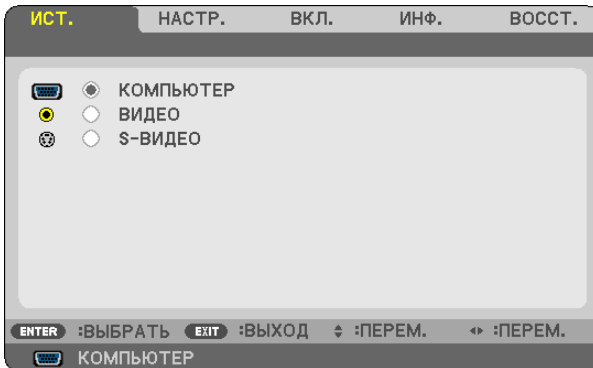 ИСТ. НАСТР. ВКЛ. ИНФ. ВОССТ.
КОМПЬЮТЕР
ВИДЕО
S-ВИДЕО
ENTER :ВЫБРАТЬ EXIT :ВЫХОД :ПЕРЕМ. :ПЕРЕМ.
КОМПЬЮТЕР